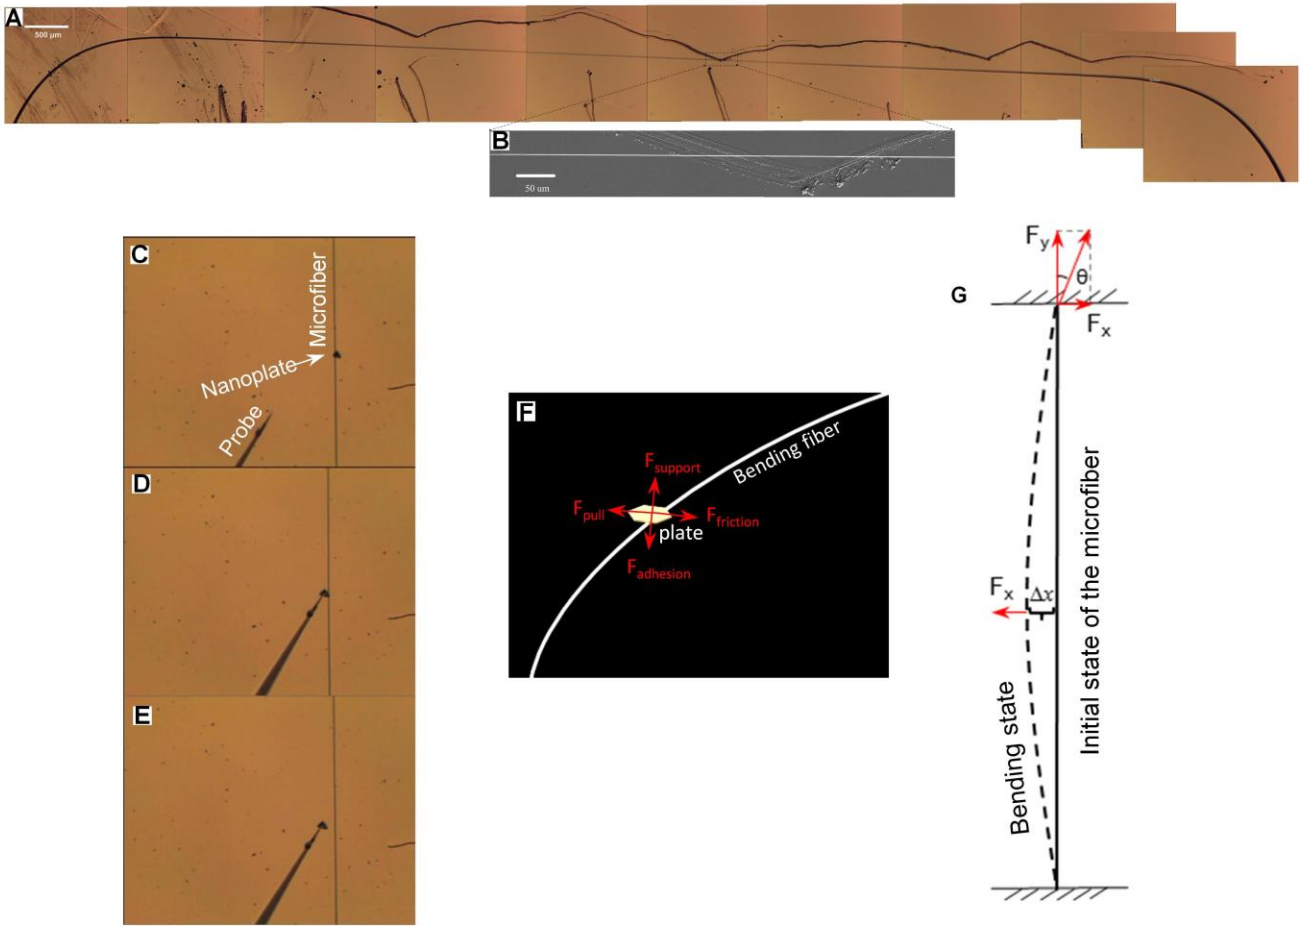 A
500 μm
B
50 um
C
Microfiber
Nanoplate
Probe
D
E
F
Bending fiber
F support
F pull
F friction
plate
F adhesion
G
F y
θ
F x
F x
Δx
Initial state of the microfiber
Bending state